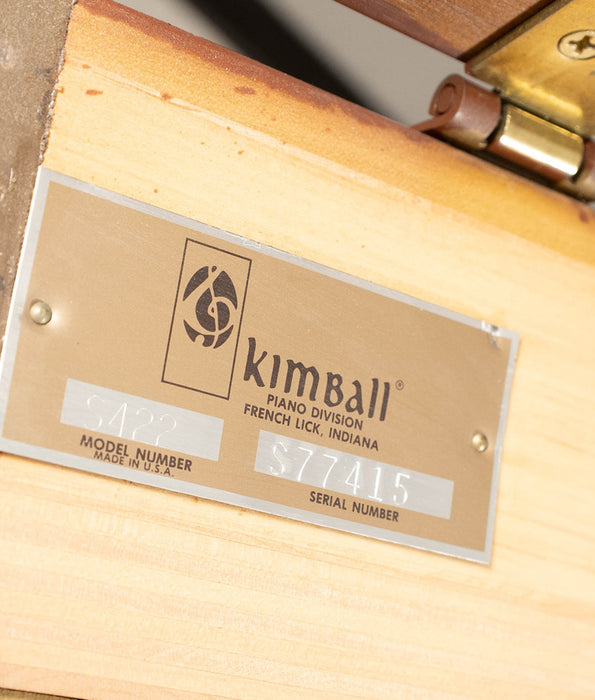 KIMBall®
PIANO DIVISION
FRENCH LICK, INDIANA
S422
MODEL NUMBER
MADE IN U.S.A.
S77415
SERIAL NUMBER